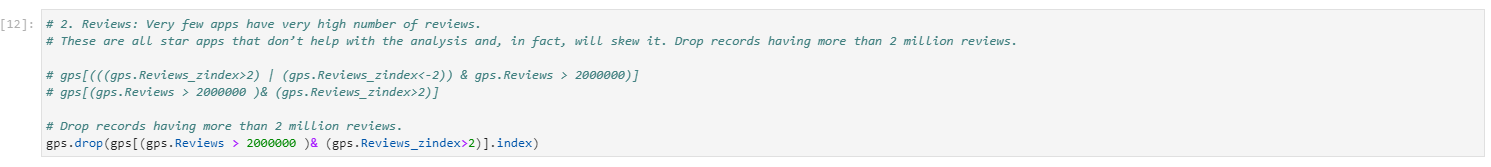 [12]: # 2. Reviews: Very few apps have very high number of reviews.
# These are all star apps that don’t help with the analysis and, in fact, will skew it. Drop records having more than 2 million reviews.
# gps[(((gps.Reviews_zindex>2) | (gps.Reviews_zindex<-2)) & gps.Reviews > 2000000)]
# gps[(gps.Reviews > 2000000 )& (gps.Reviews_zindex>2)]
# Drop records having more than 2 million reviews.
gps.drop(gps[(gps.Reviews > 2000000 )& (gps.Reviews_zindex>2)].index)